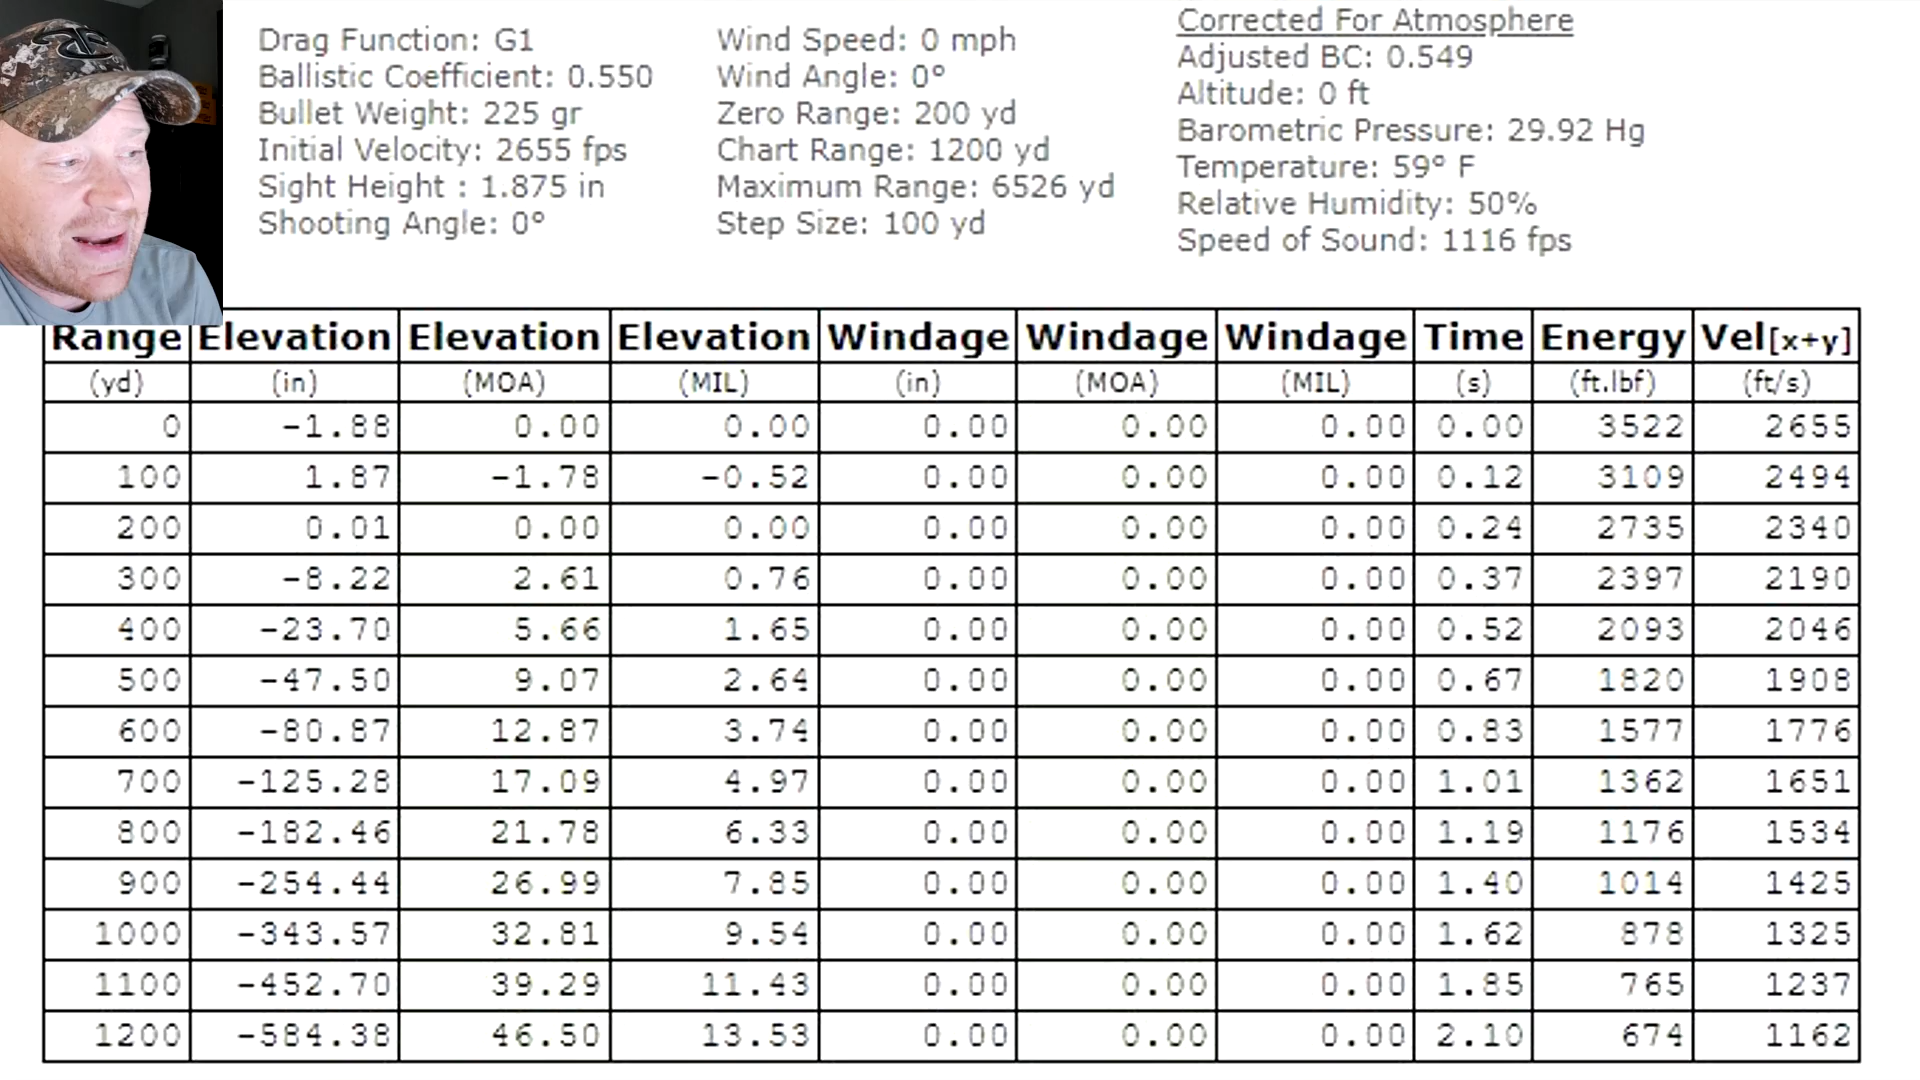 Drag Function: G1
Ballistic Coefficient: 0.550
Bullet Weight: 225 gr
Initial Velocity: 2655 fps
Sight Height : 1.875 in
Shooting Angle: 0°
Wind Speed: 0 mph
Wind Angle: 0°
Zero Range: 200 yd
Chart Range: 1200 yd
Maximum Range: 6526 yd
Step Size: 100 yd
Corrected For Atmosphere
Adjusted BC: 0.549
Altitude: 0 ft
Barometric Pressure: 29.92 Hg
Temperature: 59° F
Relative Humidity: 50%
Speed of Sound: 1116 fps
Range Elevation Elevation Elevation Windage Windage Windage Time Energy Vel[x+y]
(yd) (in) (MOA) (MIL) (in) (MOA) (MIL) (s) (ft.lbf) (ft/s)
0 -1.88 0.00 0.00 0.00 0.00 0.00 0.00 3522 2655
100 1.87 -1.78 -0.52 0.00 0.00 0.00 0.12 3109 2494
200 0.01 0.00 0.00 0.00 0.00 0.00 0.24 2735 2340
300 -8.22 2.61 0.76 0.00 0.00 0.00 0.37 2397 2190
400 -23.70 5.66 1.65 0.00 0.00 0.00 0.52 2093 2046
500 -47.50 9.07 2.64 0.00 0.00 0.00 0.67 1820 1908
600 -80.87 12.87 3.74 0.00 0.00 0.00 0.83 1577 1776
700 -125.28 17.09 4.97 0.00 0.00 0.00 1.01 1362 1651
800 -182.46 21.78 6.33 0.00 0.00 0.00 1.19 1176 1534
900 -254.44 26.99 7.85 0.00 0.00 0.00 1.40 1014 1425
1000 -343.57 32.81 9.54 0.00 0.00 0.00 1.62 878 1325
1100 -452.70 39.29 11.43 0.00 0.00 0.00 1.85 765 1237
1200 -584.38 46.50 13.53 0.00 0.00 0.00 2.10 674 1162